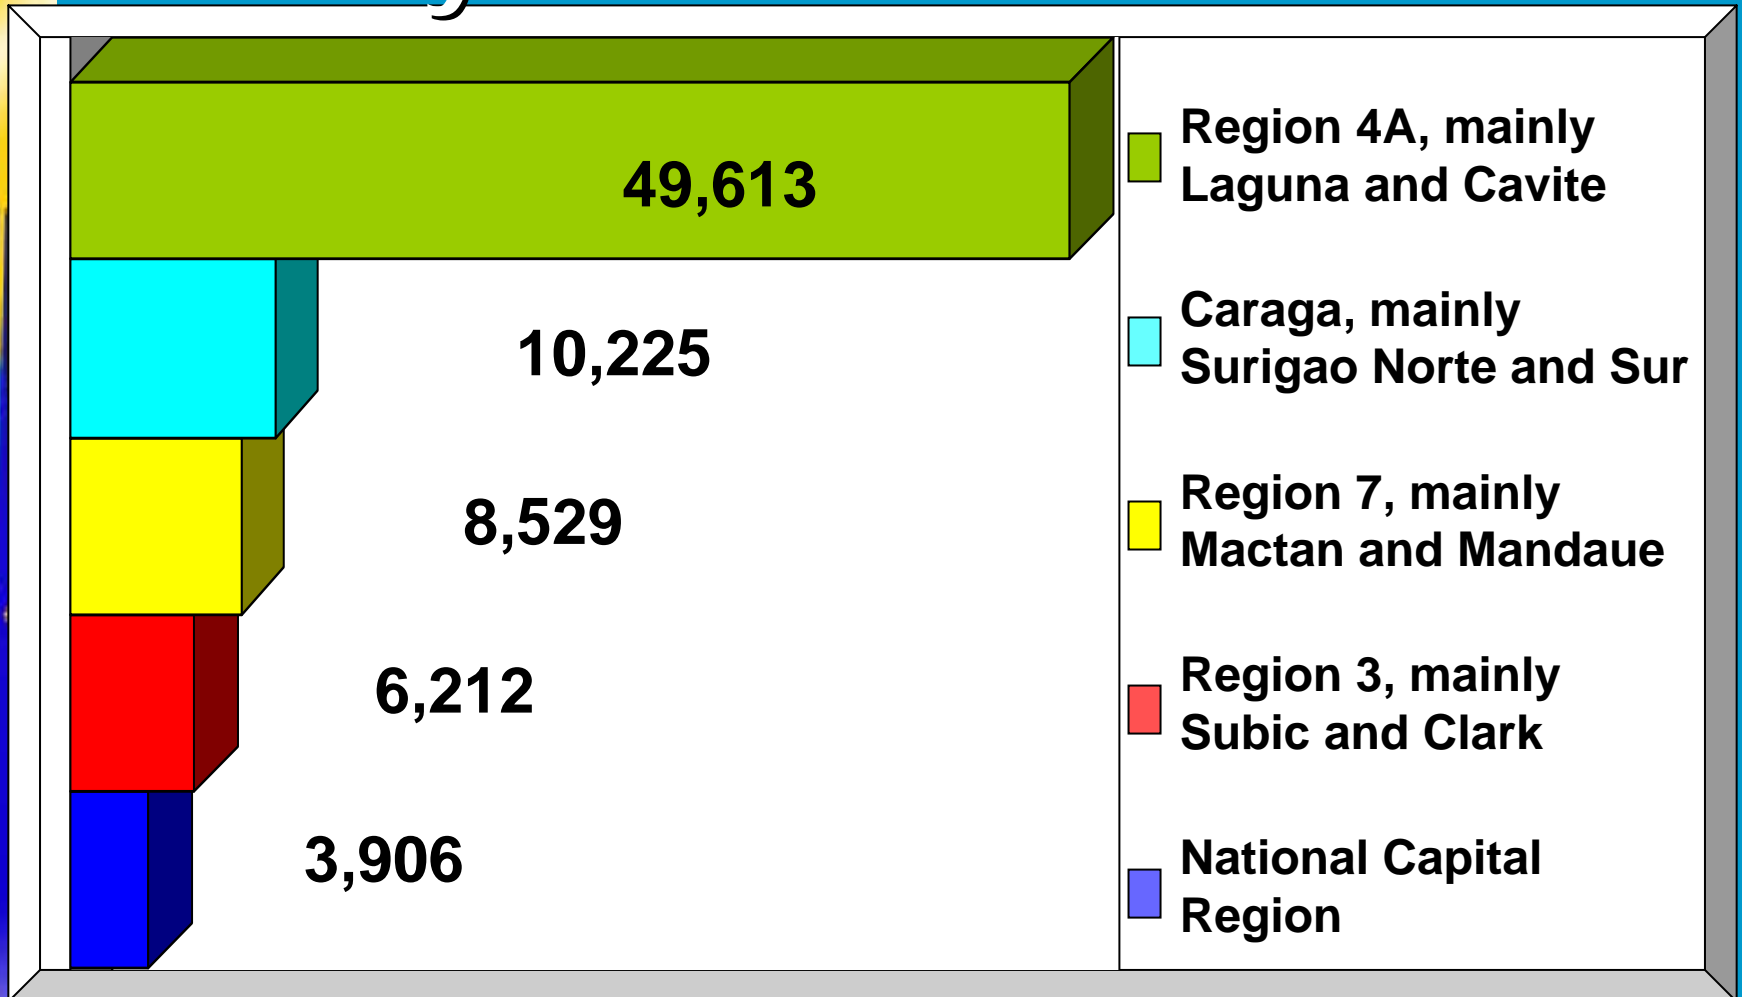 49,613
10,225
8,529
6,212
3,906
Region 4A, mainly
Laguna and Cavite
Caraga, mainly
Surigao Norte and Sur
Region 7, mainly
Mactan and Mandaue
Region 3, mainly
Subic and Clark
National Capital
Region